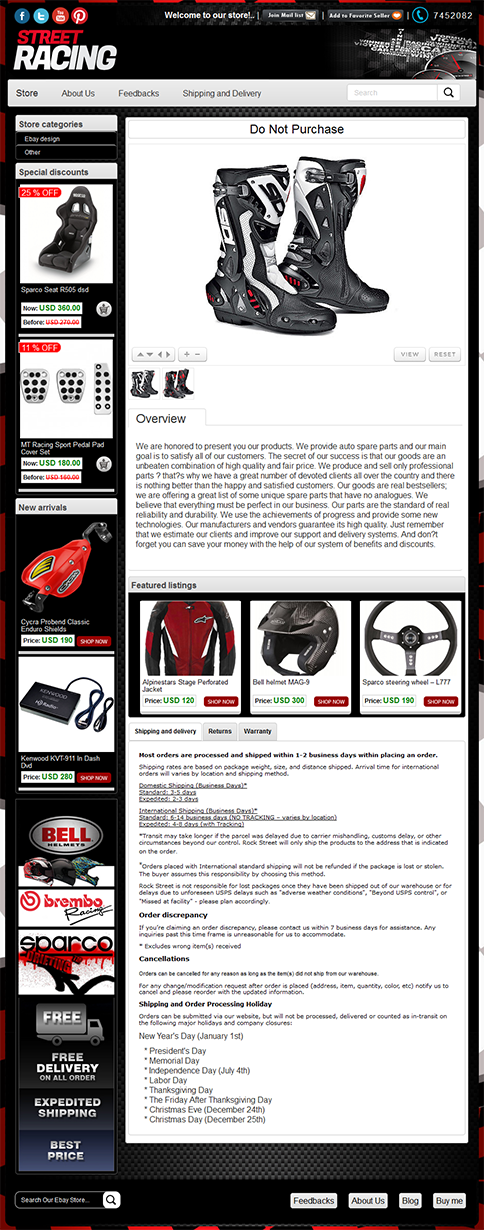 Welcome to our store!.. | Join Mail list | Add to Favorite Seller | 7452082
STREET
RACING
Store About Us Feedbacks Shipping and Delivery Search
Store categories
Ebay design
Other
Special discounts
25 % OFF
Sparco Seat R505 dsd
Now: USD 360.00
Before: USD 270.00
11 % OFF
MT Racing Sport Pedal Pad
Cover Set
Now: USD 180.00
Before: USD 160.00
New arrivals
Cycra Probend Classic
Enduro Shields
Price: USD 190 SHOP NOW
KENWOOD
HD Radio
Kenwood KVT-911 In Dash
Dvd
Price: USD 280 SHOP NOW
BELL
HELMETS
brembo
Racing
sparco
FREE
FREE
DELIVERY
ON ALL ORDER
EXPEDITED
SHIPPING
BEST
PRICE
Do Not Purchase
VIEW RESET
Overview
We are honored to present you our products. We provide auto spare parts and our main
goal is to satisfy all of our customers. The secret of our success is that our goods are an
unbeaten combination of high quality and fair price. We produce and sell only professional
parts ? that?s why we have a great number of devoted clients all over the country and there
is nothing better than the happy and satisfied customers. Our goods are real bestsellers;
we are offering a great list of some unique spare parts that have no analogues. We
believe that everything must be perfect in our business. Our parts are the standard of real
reliability and durability. We use the achievements of progress and provide some new
technologies. Our manufacturers and vendors guarantee its high quality. Just remember
that we estimate our clients and improve our support and delivery systems. And don?t
forget you can save your money with the help of our system of benefits and discounts.
Featured listings
Alpinestars Stage Perforated
Jacket
Price: USD 120 SHOP NOW
Bell helmet MAG-9
Price: USD 300 SHOP NOW
Sparco steering wheel – L777
Price: USD 190 SHOP NOW
Shipping and delivery Returns Warranty
Most orders are processed and shipped within 1-2 business days within placing an order.
Shipping rates are based on package weight, size, and distance shipped. Arrival time for international
orders will varies by location and shipping method.
Domestic Shipping (Business Days)*
Standard: 3-5 days
Expedited: 2-3 days
International Shipping (Business Days)*
Standard: 6-14 business days (NO TRACKING – varies by location)
Expedited: 4-8 days (with Tracking)
*Transit may take longer if the parcel was delayed due to carrier mishandling, customs delay, or other
circumstances beyond our control. Rock Street will only ship the products to the address that is indicated
on the order.
*Orders placed with International standard shipping will not be refunded if the package is lost or stolen.
The buyer assumes this responsibility by choosing this method.
Rock Street is not responsible for lost packages once they have been shipped out of our warehouse or for
delays due to unforeseen USPS delays such as "adverse weather conditions", "Beyond USPS control", or
"Missed at facility" - please plan accordingly.
Order discrepancy
If you're claiming an order discrepancy, please contact us within 7 business days for assistance. Any
inquiries past this time frame is unreasonable for us to accommodate.
* Excludes wrong item(s) received
Cancellations
Orders can be cancelled for any reason as long as the item(s) did not ship from our warehouse.
For any change/modification request after order is placed (address, item, quantity, color, etc) notify us to
cancel and please reorder with the updated information.
Shipping and Order Processing Holiday
Orders can be submitted via our website, but will not be processed, delivered or counted as in-transit on
the following major holidays and company closures:
New Year's Day (January 1st)
* President's Day
* Memorial Day
* Independence Day (July 4th)
* Labor Day
* Thanksgiving Day
* The Friday After Thanksgiving Day
* Christmas Eve (December 24th)
* Christmas Day (December 25th)
Search Our Ebay Store... Feedbacks About Us Blog Buy me